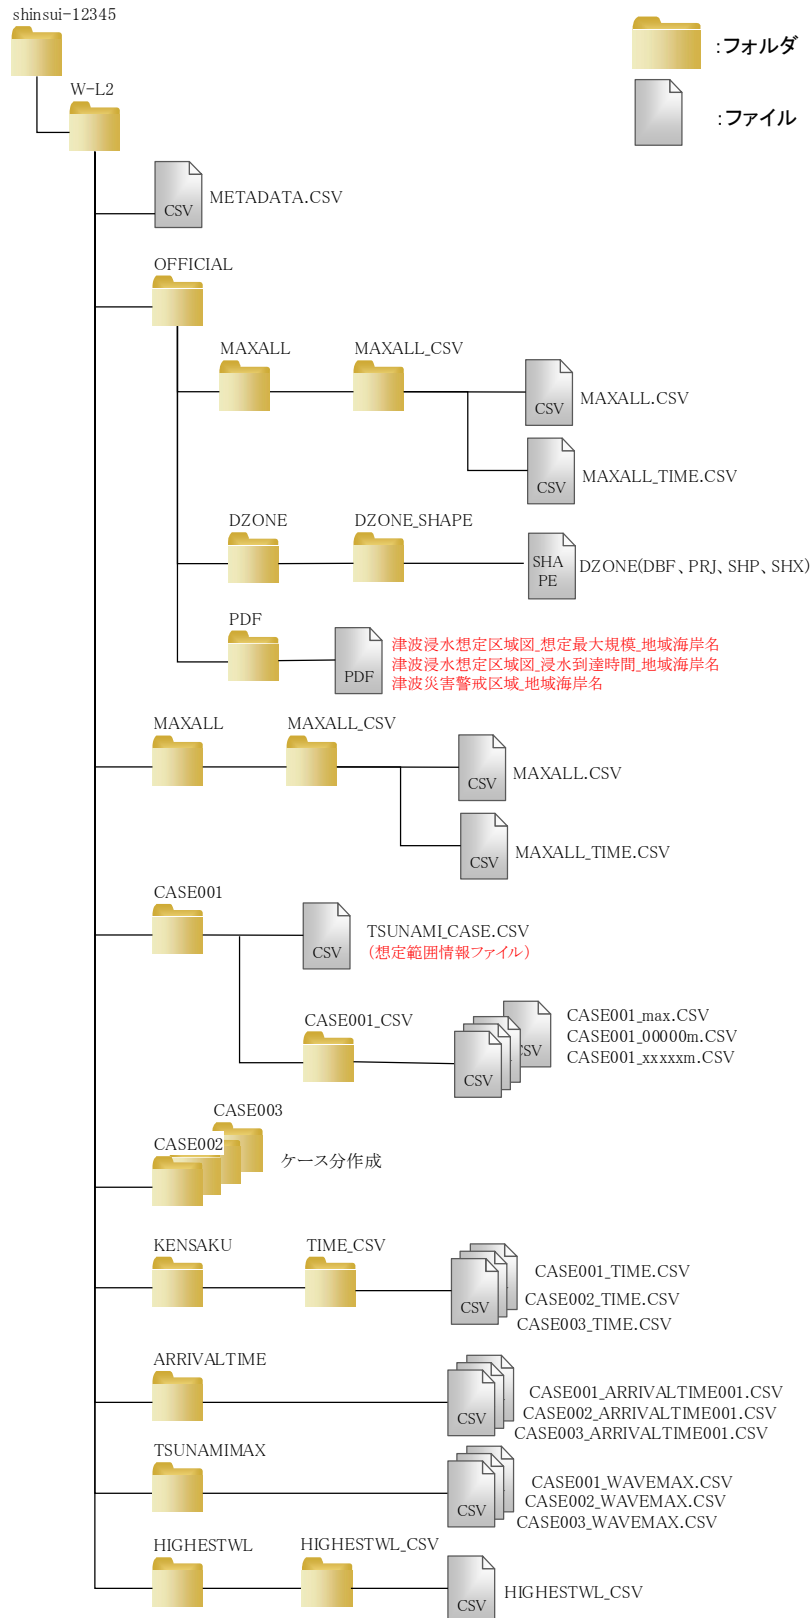 shinsui-12345
:フォルダ
W-L2
:ファイル
CSV
METADATA.CSV
OFFICIAL
MAXALL
MAXALL_CSV
CSV
MAXALL.CSV
CSV
MAXALL_TIME.CSV
DZONE
DZONE_SHAPE
SHA
PE
DZONE(DBF、PRJ、SHP、SHX)
PDF
PDF
津波浸水想定区域図_想定最大規模_地域海岸名
津波浸水想定区域図_浸水到達時間_地域海岸名
津波災害警戒区域_地域海岸名
MAXALL
MAXALL_CSV
CSV
MAXALL.CSV
CSV
MAXALL_TIME.CSV
CASE001
CSV
TSUNAMI_CASE.CSV
(想定範囲情報ファイル)
CASE001_CSV
CSV
CSV
CASE001_max.CSV
CASE001_00000m.CSV
CASE001_xxxxxm.CSV
CASE003
CASE002
ケース分作成
KENSAKU
TIME_CSV
CSV
CASE001_TIME.CSV
CASE002_TIME.CSV
CASE003_TIME.CSV
ARRIVALTIME
CSV
CASE001_ARRIVALTIME001.CSV
CASE002_ARRIVALTIME001.CSV
CASE003_ARRIVALTIME001.CSV
TSUNAMIMAX
CSV
CASE001_WAVEMAX.CSV
CASE002_WAVEMAX.CSV
CASE003_WAVEMAX.CSV
HIGHESTWL
HIGHESTWL_CSV
CSV
HIGHESTWL_CSV